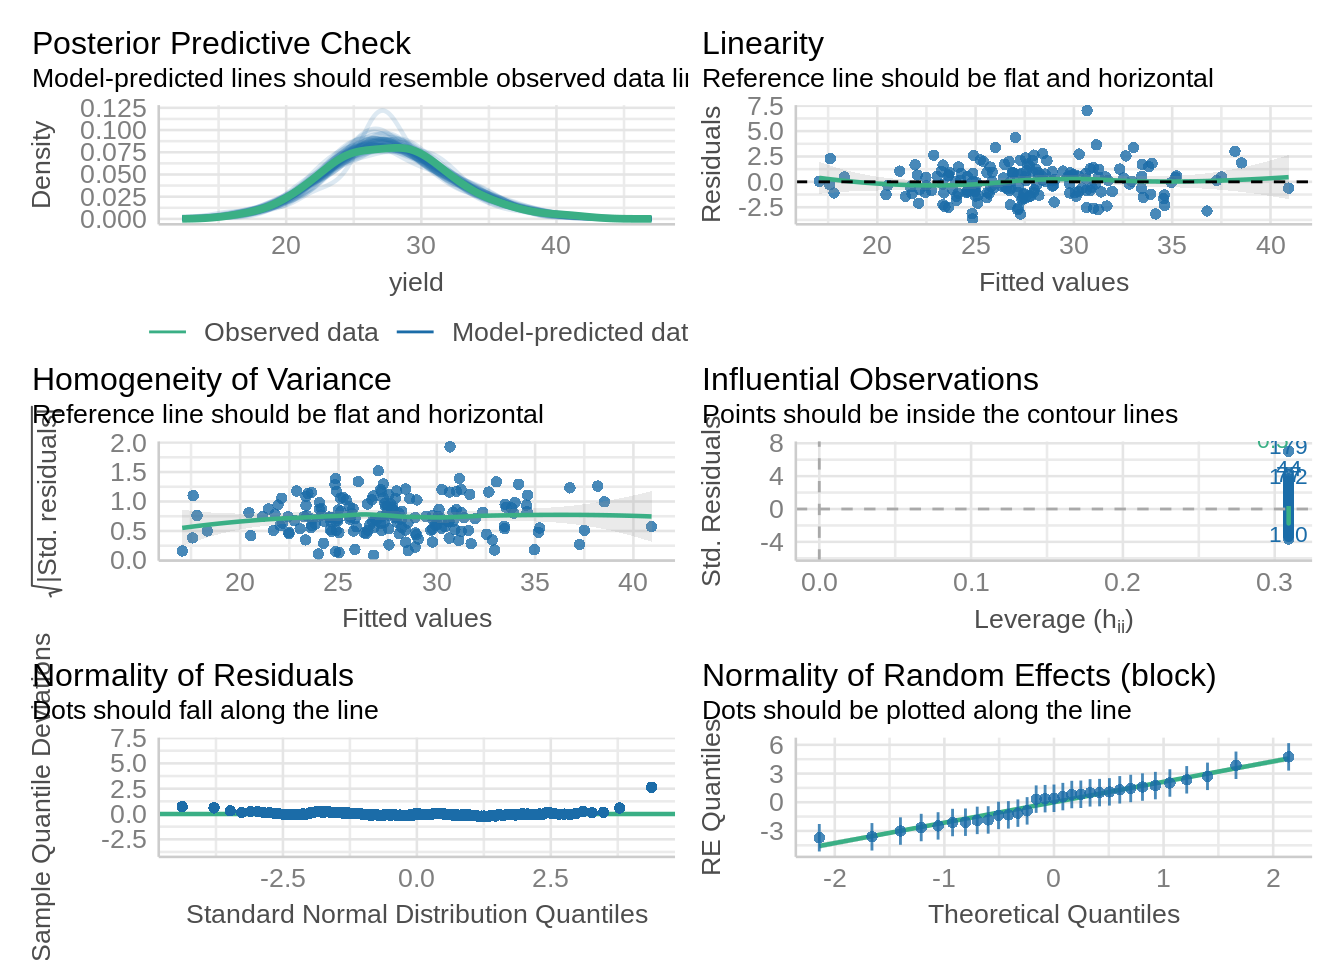 Posterior Predictive Check
Model-predicted lines should resemble observed data li
Density
0.125
0.100
0.075
0.050
0.025
0.000
20 30 40
yield
Observed data Model-predicted dat
Linearity
Reference line should be flat and horizontal
Residuals
7.5
5.0
2.5
0.0
-2.5
20 25 30 35 40
Fitted values
Homogeneity of Variance
Reference line should be flat and horizontal
√|Std. residuals|
2.0
1.5
1.0
0.5
0.0
20 25 30 35 40
Fitted values
Influential Observations
Points should be inside the contour lines
Std. Residuals
8
4
0
-4
179
44
0.0 0.1 0.2 0.3
Leverage (hii)
Normality of Residuals
Dots should fall along the line
Sample Quantile Deviations
7.5
5.0
2.5
0.0
-2.5
-2.5 0.0 2.5
Standard Normal Distribution Quantiles
Normality of Random Effects (block)
Dots should be plotted along the line
RE Quantiles
6
3
0
-3
-2 -1 0 1 2
Theoretical Quantiles